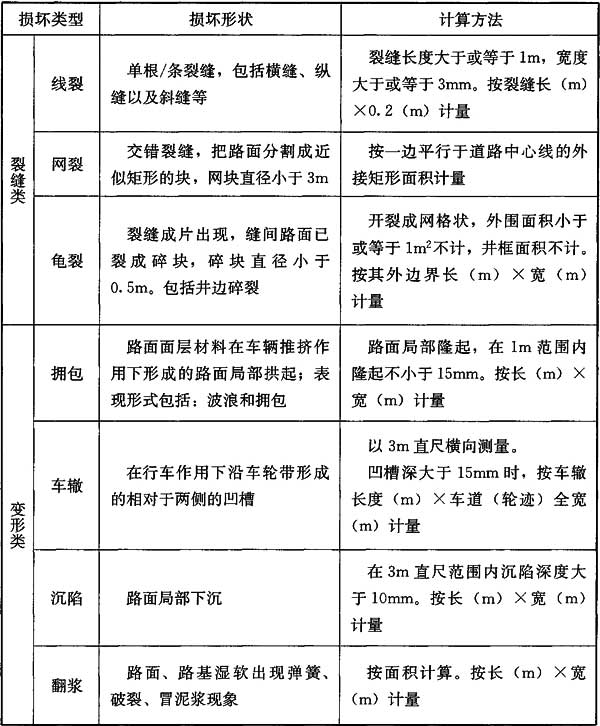 损坏类型 损坏形状 计算方法
裂缝类
线裂
单根/条裂缝，包括横缝、纵
缝以及斜缝等
裂缝长度大于或等于1m，宽度
大于或等于3mm。按裂缝长（m）
×0.2（m）计量
网裂
交错裂缝，把路面分割成近
似矩形的块，网块直径小于3m
按一边平行于道路中心线的外
接矩形面积计量
龟裂
裂缝成片出现，缝间路面已
裂成碎块，碎块直径小于
0.5m。包括井边碎裂
开裂成网格状，外围面积小于
或等于1m²不计，井框面积不计。
按其外边界长（m）×宽（m）
计量
变形类
拥包
路面面层材料在车辆推挤作
用下形成的路面局部拱起；表
现形式包括：波浪和拥包
路面局部隆起，在1m范围内
隆起不小于15mm。按长（m）×
宽（m）计量
车辙
在行车作用下沿车轮带形成
的相对于两侧的凹槽
以3m直尺横向测量。
凹槽深大于15mm时，按车辙
长度（m）×车道（轮迹）全宽
（m）计量
沉陷
路面局部下沉
在3m直尺范围内沉陷深度大
于10mm。按长（m）×宽（m）
计量
翻浆
路面、路基湿软出现弹簧、
破裂、冒泥浆现象
按面积计算。按长（m）×宽
（m）计量